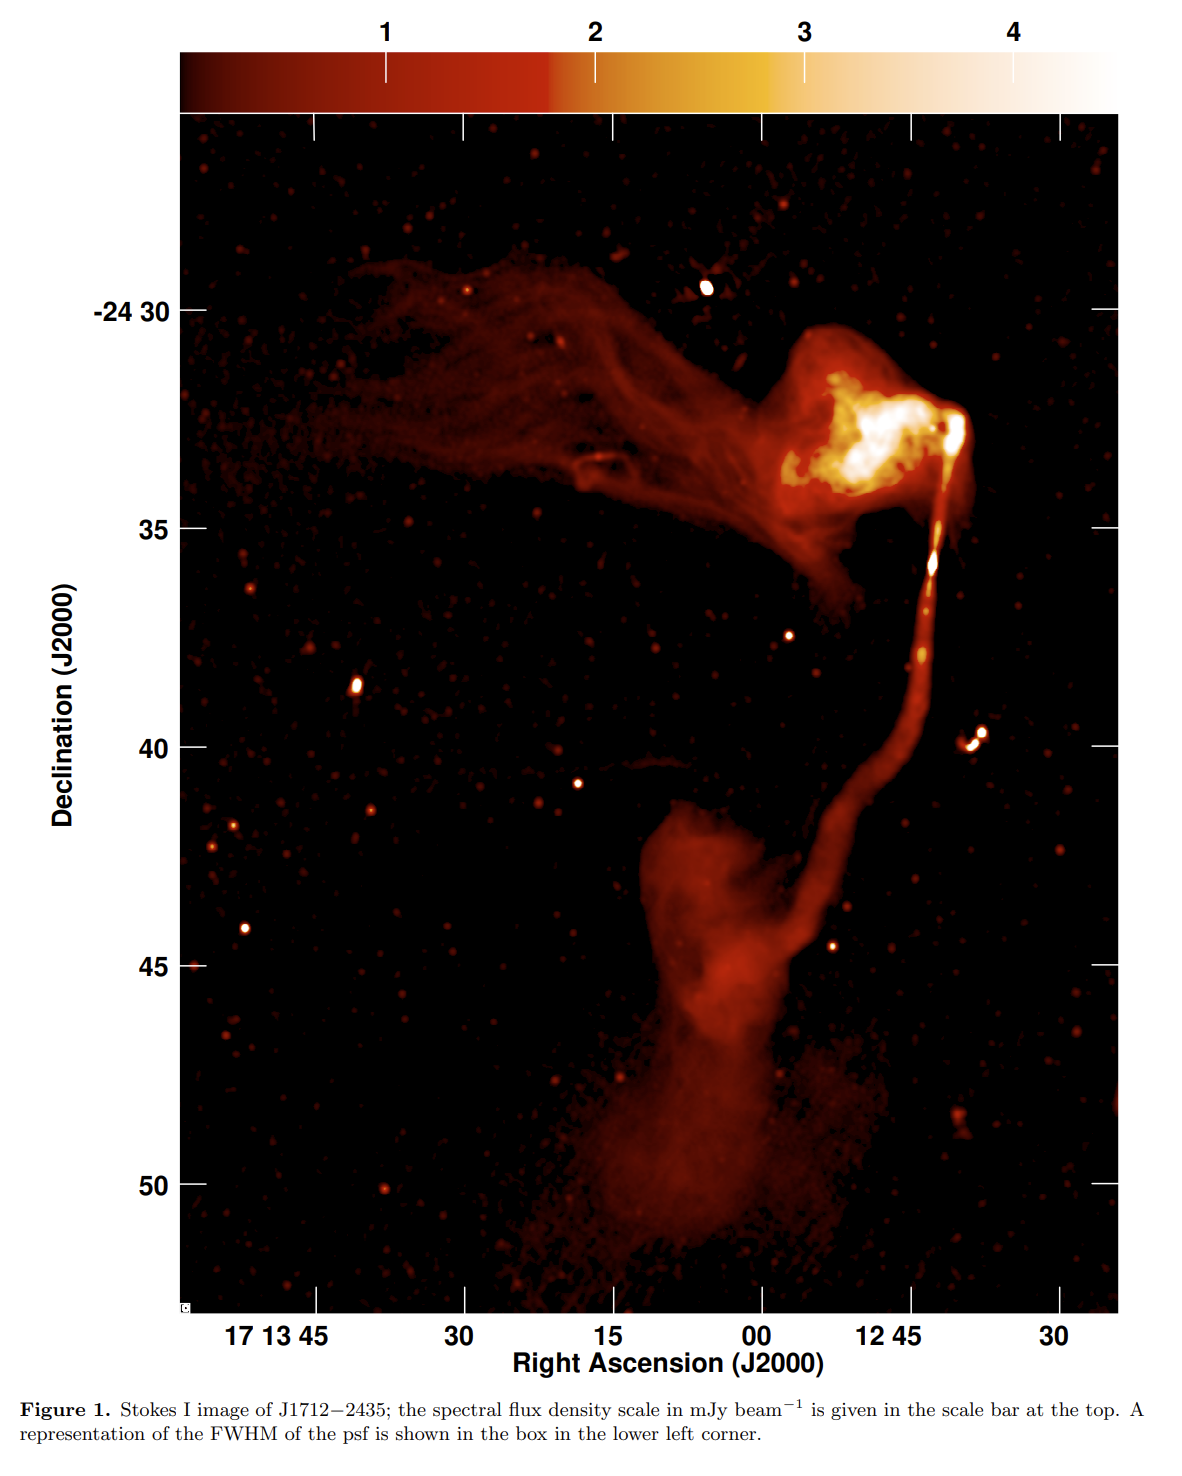 1 2 3 4
-24 30
35
40
45
50
Declination (J2000)
17 13 45 30 15 00 12 45 30
Right Ascension (J2000)
Figure 1. Stokes I image of J1712−2435; the spectral flux density scale in mJy beam−1 is given in the scale bar at the top. A
representation of the FWHM of the psf is shown in the box in the lower left corner.